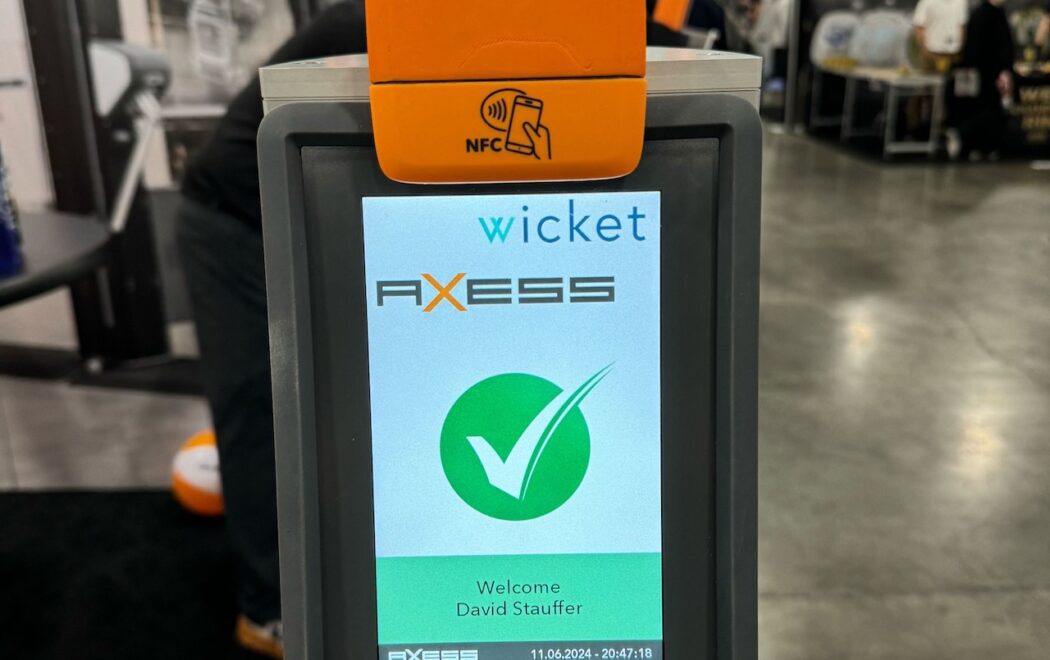 NFC
wicket
AXESS
Welcome
David Stauffer
AXESS 11.06.2024 - 20:47:18